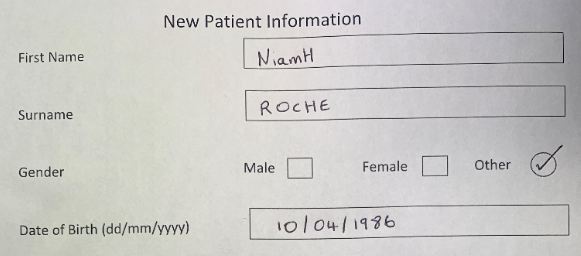 New Patient Information
First Name NiamH
Surname ROCHE
Gender Male Female Other ✓
Date of Birth (dd/mm/yyyy) 10/04/1986